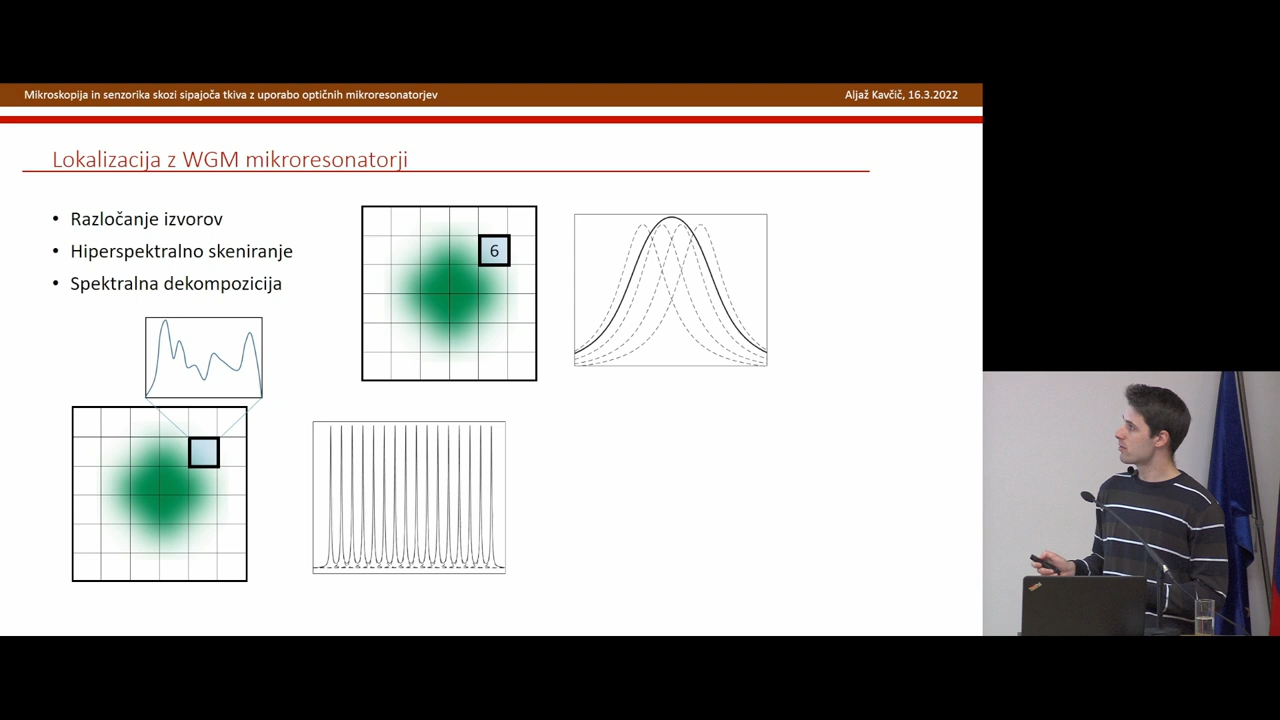 Mikroskopija in senzorika skozi sipajoča tkiva z uporabo optičnih mikroresonatorjev
Aljaž Kavčič, 16.3.2022
Lokalizacija z WGM mikroresonatorji
• Razločanje izvorov
• Hiperspektralno skeniranje
• Spektralna dekompozicija
6